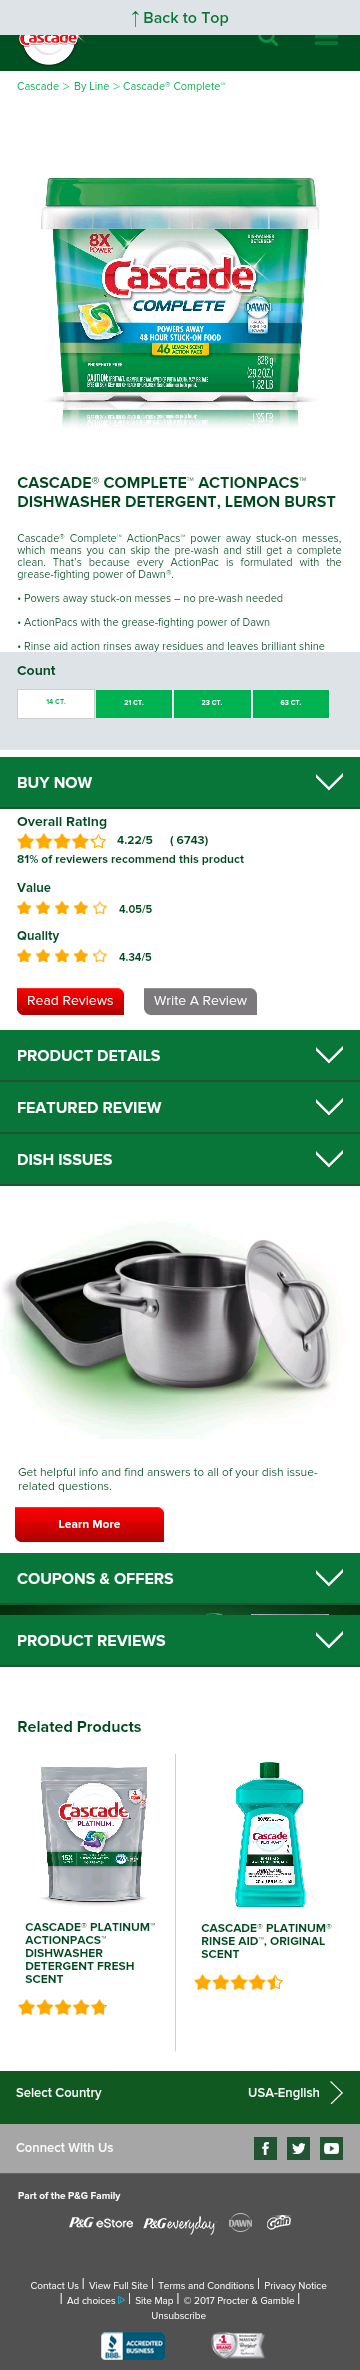 ↑ Back to Top
Cascade
Cascade > By Line > Cascade® Complete™
8X
POWER*
DISHWASHER
DETERGENT
Cascade
COMPLETE
DAWN
POWERS AWAY
48 HOUR STUCK-ON FOOD
46 LEMON SCENT
ACTION PACS
PHOSPHATE FREE
828 g
(29.2 OZ.)
1.82 LB
CASCADE® COMPLETE™ ACTIONPACS™
DISHWASHER DETERGENT, LEMON BURST
Cascade® Complete™ ActionPacs™ power away stuck-on messes,
which means you can skip the pre-wash and still get a complete
clean. That's because every ActionPac is formulated with the
grease-fighting power of Dawn®.
• Powers away stuck-on messes – no pre-wash needed
• ActionPacs with the grease-fighting power of Dawn
• Rinse aid action rinses away residues and leaves brilliant shine
Count
14 CT. 21 CT. 23 CT. 63 CT.
BUY NOW
Overall Rating
4.22/5 ( 6743)
81% of reviewers recommend this product
Value
4.05/5
Quality
4.34/5
Read Reviews Write A Review
PRODUCT DETAILS
FEATURED REVIEW
DISH ISSUES
Get helpful info and find answers to all of your dish issue-
related questions.
Learn More
COUPONS & OFFERS
PRODUCT REVIEWS
Related Products
Cascade
PLATINUM
15X
Cascade
PLATINUM
CASCADE® PLATINUM™
ACTIONPACS™
DISHWASHER
DETERGENT FRESH
SCENT
CASCADE® PLATINUM®
RINSE AID™, ORIGINAL
SCENT
Select Country USA-English
Connect With Us
Part of the P&G Family
P&G eStore P&G everyday DAWN Gain
Contact Us | View Full Site | Terms and Conditions | Privacy Notice
| Ad choices | Site Map | © 2017 Procter & Gamble |
Unsubscribe
BBB ACCREDITED
BUSINESS
#1
BRAND